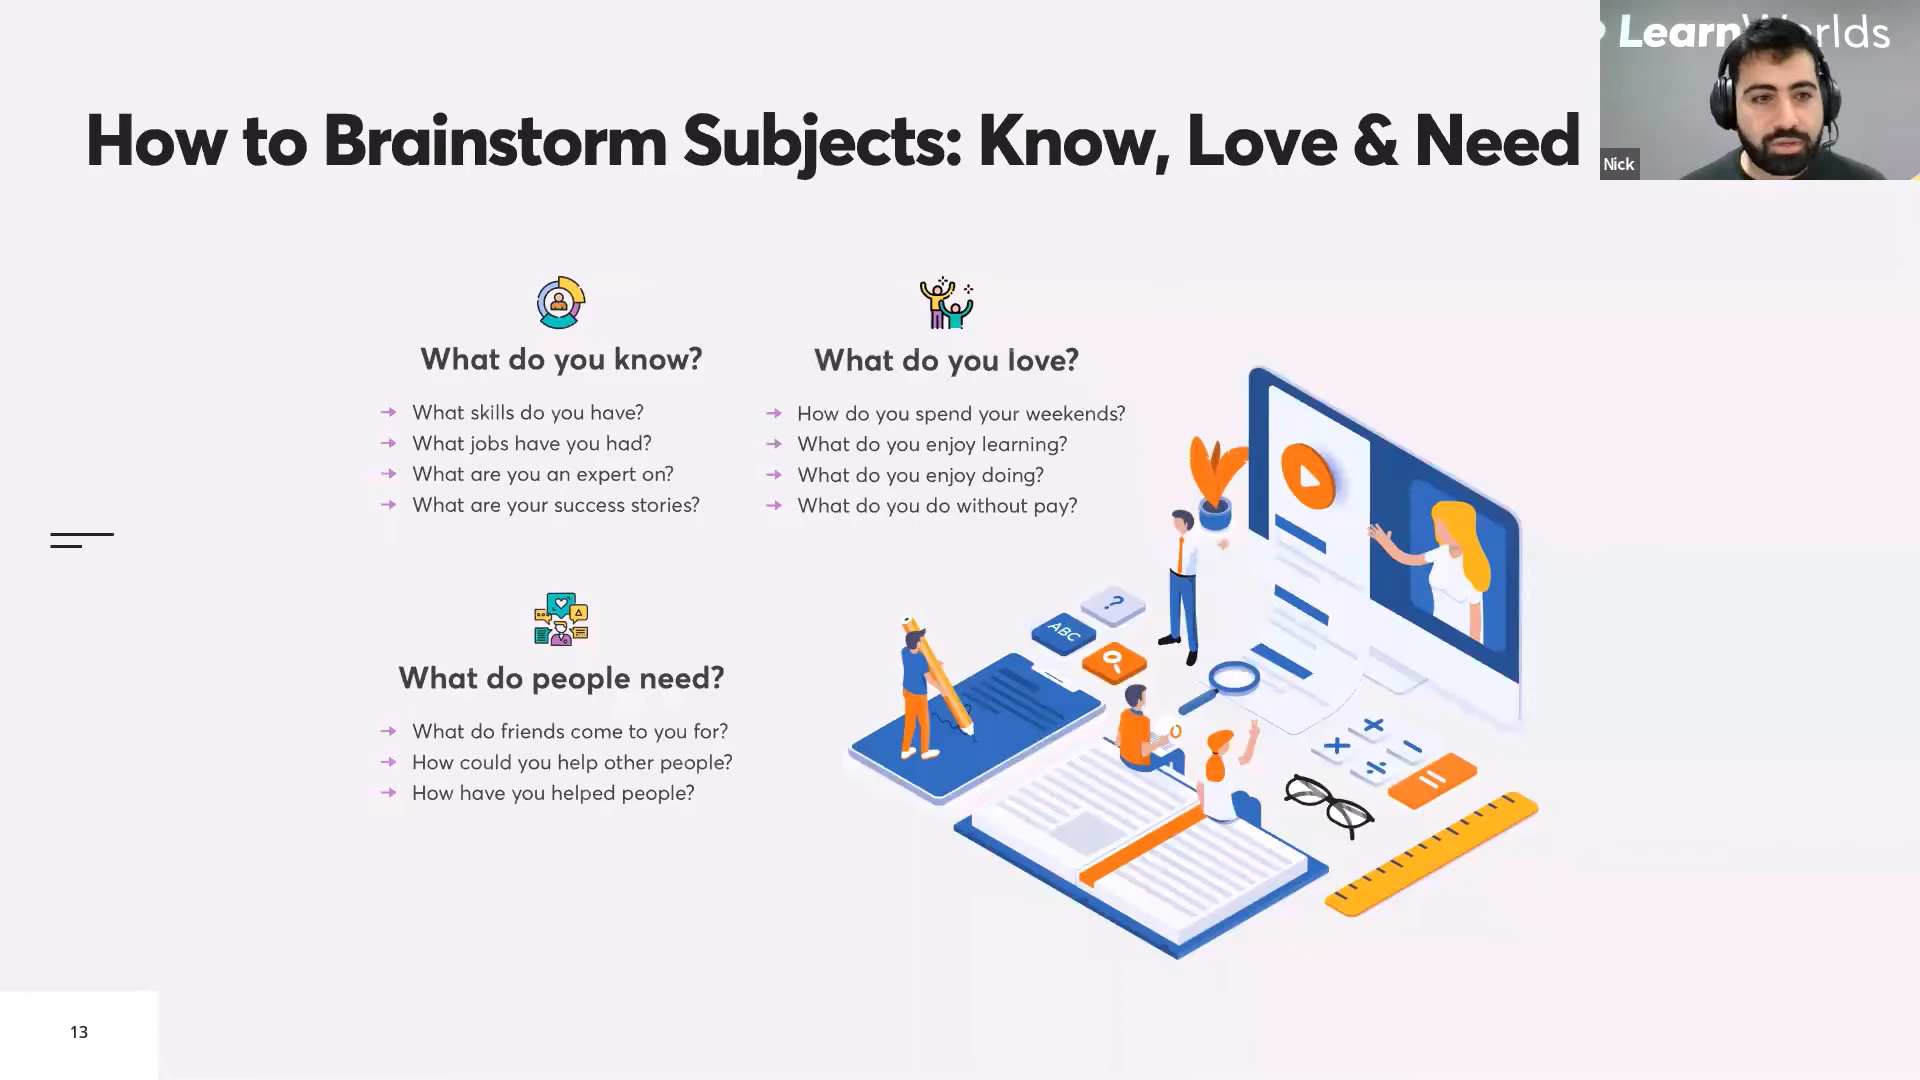 LearnWorlds
How to Brainstorm Subjects: Know, Love & Need
Nick
What do you know?
What skills do you have?
What jobs have you had?
What are you an expert on?
What are your success stories?
What do you love?
How do you spend your weekends?
What do you enjoy learning?
What do you enjoy doing?
What do you do without pay?
What do people need?
What do friends come to you for?
How could you help other people?
How have you helped people?
?
ABC
13